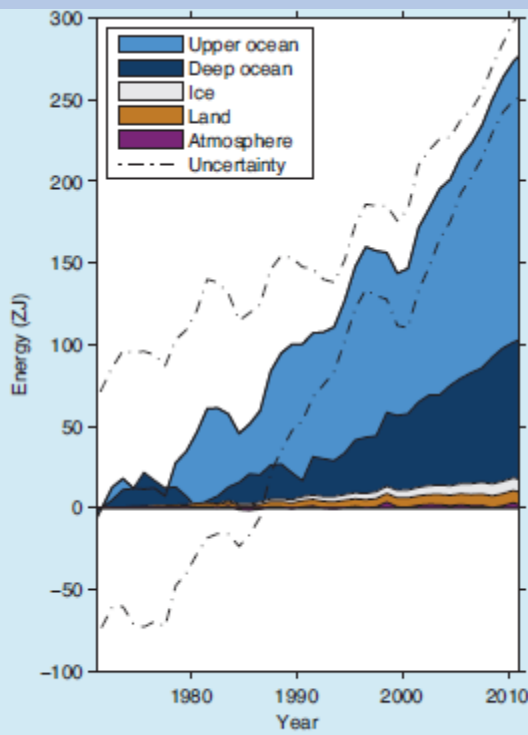 300
250
200
150
100
50
0
−50
−100
Energy (ZJ)
Upper ocean
Deep ocean
Ice
Land
Atmosphere
Uncertainty
1980
1990
2000
2010
Year